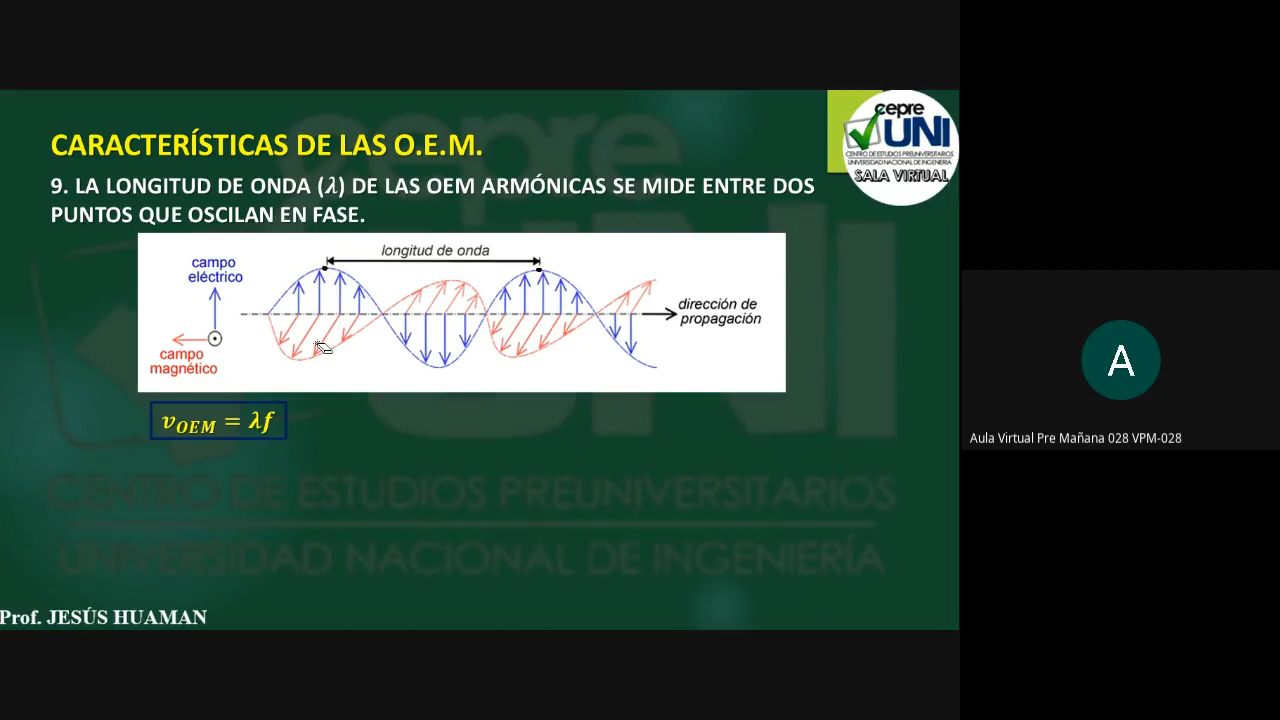 cepre
UNI
CENTRO DE ESTUDIOS PREUNIVERSITARIOS
UNIVERSIDAD NACIONAL DE INGENIERÍA
SALA VIRTUAL
CARACTERÍSTICAS DE LAS O.E.M.
9. LA LONGITUD DE ONDA (λ) DE LAS OEM ARMÓNICAS SE MIDE ENTRE DOS
PUNTOS QUE OSCILAN EN FASE.
longitud de onda
campo
eléctrico
dirección de
propagación
campo
magnético
v_OEM = λf
cepre
UNI
CENTRO DE ESTUDIOS PREUNIVERSITARIOS
UNIVERSIDAD NACIONAL DE INGENIERÍA
Prof. JESÚS HUAMAN
A
Aula Virtual Pre Mañana 028 VPM-028